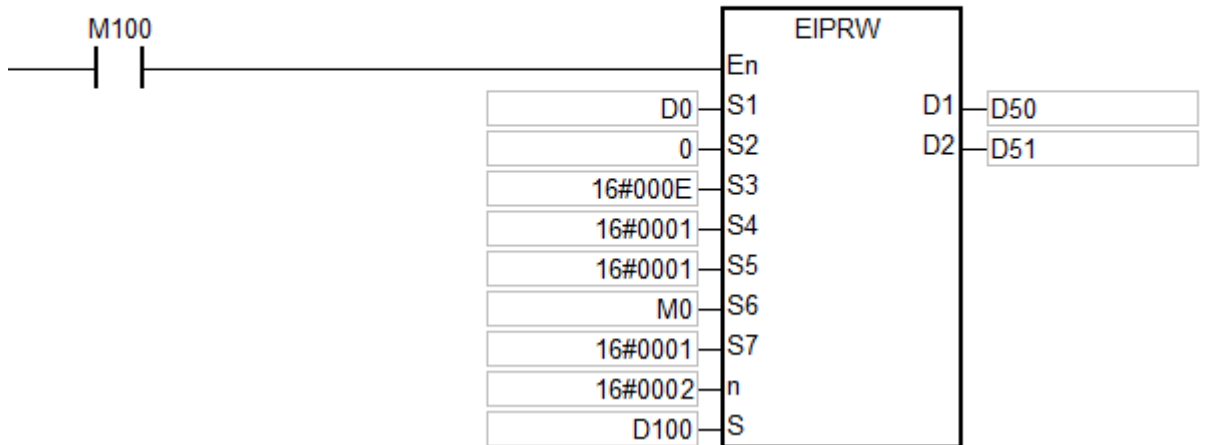 M100
EIPRW
En
D0 S1 D1 D50
0 S2 D2 D51
16#000E S3
16#0001 S4
16#0001 S5
M0 S6
16#0001 S7
16#0002 n
D100 S